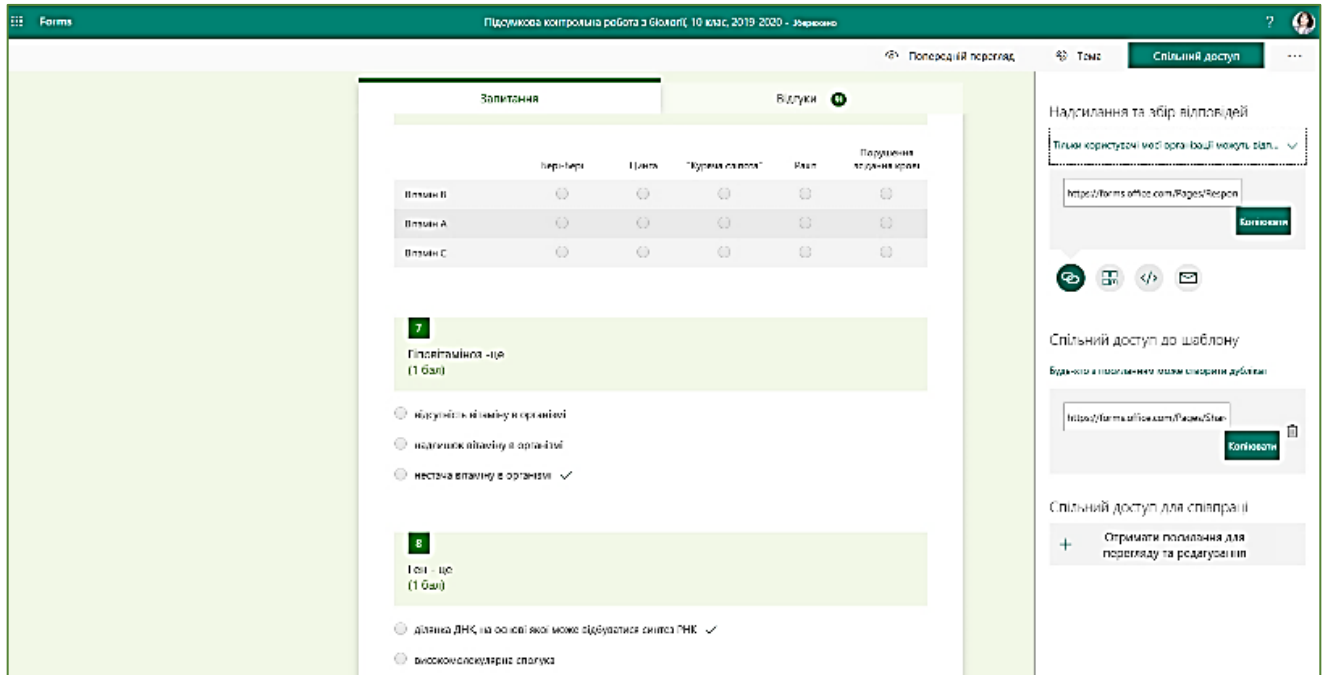 Forms
Підсумкова контрольна робота з біології, 10 клас, 2019-2020 - Збережено
?
Попередній перегляд
Тема
Спільний доступ
Запитання
Відгуки
Бері-бері
Цинга
"Куряча сліпота"
Рахіт
Порушення
зсідання крові
Вітамін В
Вітамін А
Вітамін С
7
Гіповітаміноз -це
(1 бал)
відсутність вітаміну в організмі
надлишок вітаміну в організмі
нестача вітаміну в організмі
8
Ген - це
(1 бал)
ділянка ДНК, на основі якої може відбуватися синтез РНК
високомолекулярна сполука
Надсилання та збір відповідей
Тільки користувачі моєї організації можуть відп...
https://forms.office.com/Pages/Respon
Копіювати
Спільний доступ до шаблону
Будь-хто з посиланням може створити дублікат
https://forms.office.com/Pages/Shar
Копіювати
Спільний доступ для співпраці
Отримати посилання для
перегляду та редагування